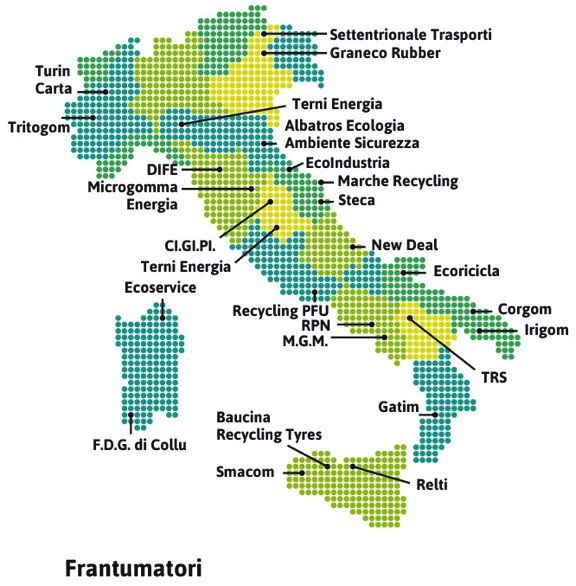 Settentrionale Trasporti
Graneco Rubber
Turin
Carta
Terni Energia
Tritogom
Albatros Ecologia
Ambiente Sicurezza
EcoIndustria
DIFE
Marche Recycling
Microgomma
Energia
Steca
CI.GI.PI.
New Deal
Terni Energia
Ecoricicla
Ecoservice
Recycling PFU
Corgom
RPN
Irigom
M.G.M.
TRS
Gatim
Baucina
Recycling Tyres
F.D.G. di Collu
Smacom
Relti
Frantumatori